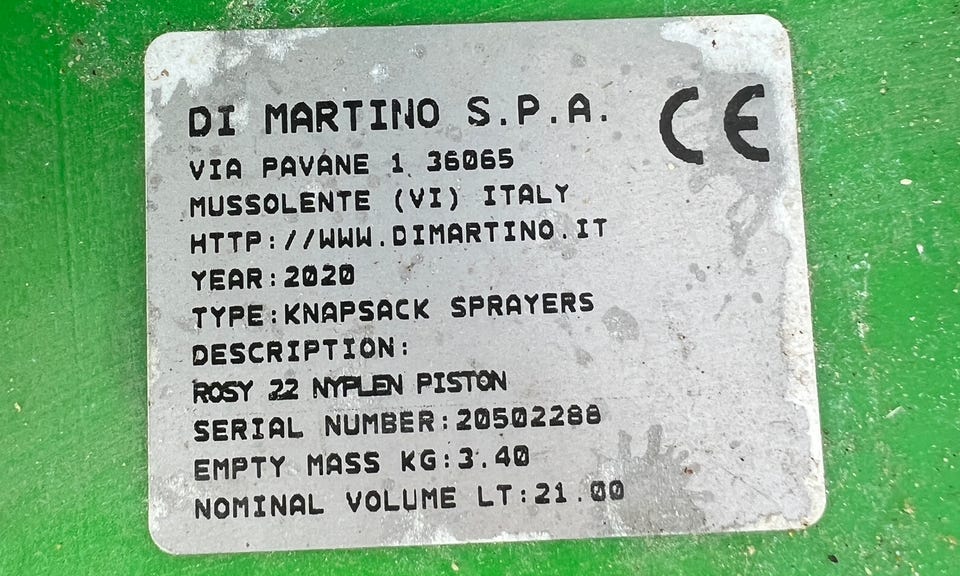 DI MARTINO S.P.A. CE
VIA PAVANE 1 36065
MUSSOLENTE (VI) ITALY
HTTP://WWW.DIMARTINO.IT
YEAR:2020
TYPE:KNAPSACK SPRAYERS
DESCRIPTION:
ROSY 22 NYPLEN PISTON
SERIAL NUMBER:20502288
EMPTY MASS KG:3.40
NOMINAL VOLUME LT:21.00